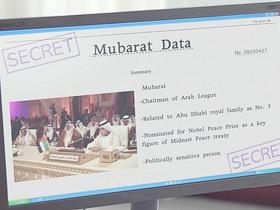 SECRET
Mubarat Data
No. 08200427
Summary
Mubarat
-Chairman of Arab League
-Related to Abu Dhabi royal family as No. 3
-Nominated for Nobel Peace Prize as a key
figure of Mideast Peace treaty
-Politically sensitive person
SECRET